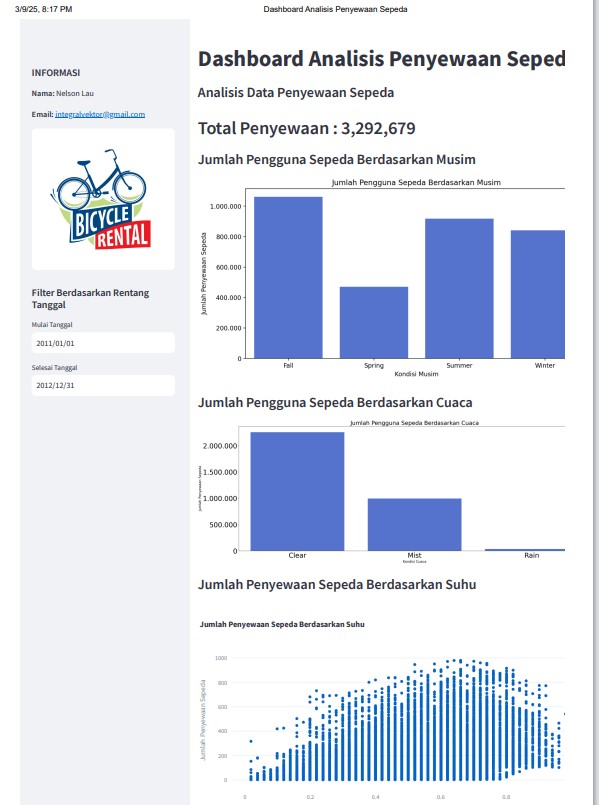 3/9/25, 8:17 PM
Dashboard Analisis Penyewaan Sepeda
INFORMASI
Nama: Nelson Lau
Email: integralvektor@gmail.com
BICYCLE
RENTAL
Filter Berdasarkan Rentang
Tanggal
Mulai Tanggal
2011/01/01
Selesai Tanggal
2012/12/31
Dashboard Analisis Penyewaan Seped
Analisis Data Penyewaan Sepeda
Total Penyewaan : 3,292,679
Jumlah Pengguna Sepeda Berdasarkan Musim
Jumlah Pengguna Sepeda Berdasarkan Musim
Jumlah Penyewaan Sepeda
1.000.000
800.000
600.000
400.000
200.000
0
Fall Spring Summer Winter
Kondisi Musim
Jumlah Pengguna Sepeda Berdasarkan Cuaca
Jumlah Pengguna Sepeda Berdasarkan Cuaca
Jumlah Penyewaan Sepeda
2.000.000
1.500.000
1.000.000
500.000
0
Clear Mist Rain
Kondisi Cuaca
Jumlah Penyewaan Sepeda Berdasarkan Suhu
Jumlah Penyewaan Sepeda Berdasarkan Suhu
Jumlah Penyewaan Sepeda
1000
800
600
400
200
0
0 0.2 0.4 0.6 0.8